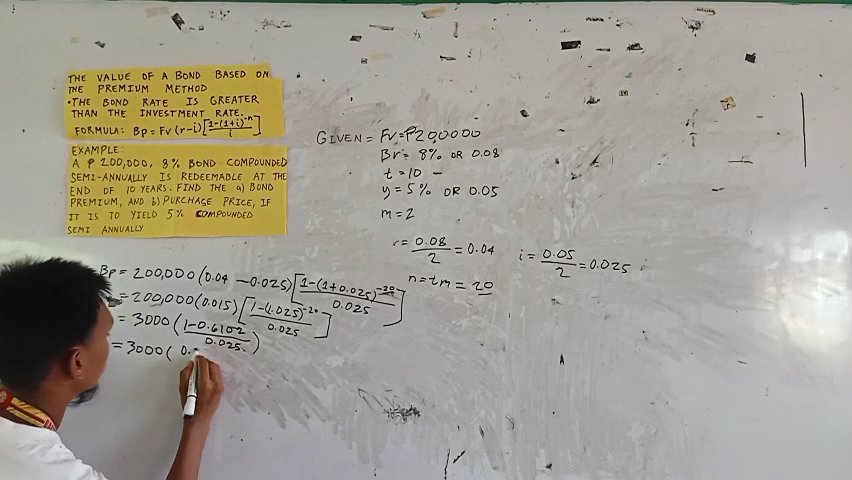 THE VALUE OF A BOND BASED ON
THE PREMIUM METHOD
•THE BOND RATE IS GREATER
THAN THE INVESTMENT RATE.
FORMULA: Bp = Fv (r-i) [1-(1+i)^-n / i]
EXAMPLE:
A ₱ 200,000, 8% BOND COMPOUNDED
SEMI-ANNUALLY IS REDEEMABLE AT THE
END OF 10 YEARS. FIND THE a) BOND
PREMIUM, AND b) PURCHAGE PRICE, IF
IT IS TO YIELD 5% COMPOUNDED
SEMI ANNUALLY.
GIVEN = Fv = ₱200000
Br = 8% OR 0.08
t = 10
y = 5% OR 0.05
m = 2
r = 0.08 / 2 = 0.04
i = 0.05 / 2 = 0.025
n = tm = 20
Bp = 200,000 (0.04 - 0.025) [1-(1+0.025)^-20 / 0.025]
= 200,000 (0.015) [1-(1.025)^-20 / 0.025]
= 3000 (1-0.6102 / 0.025)
= 3000 ( 0.